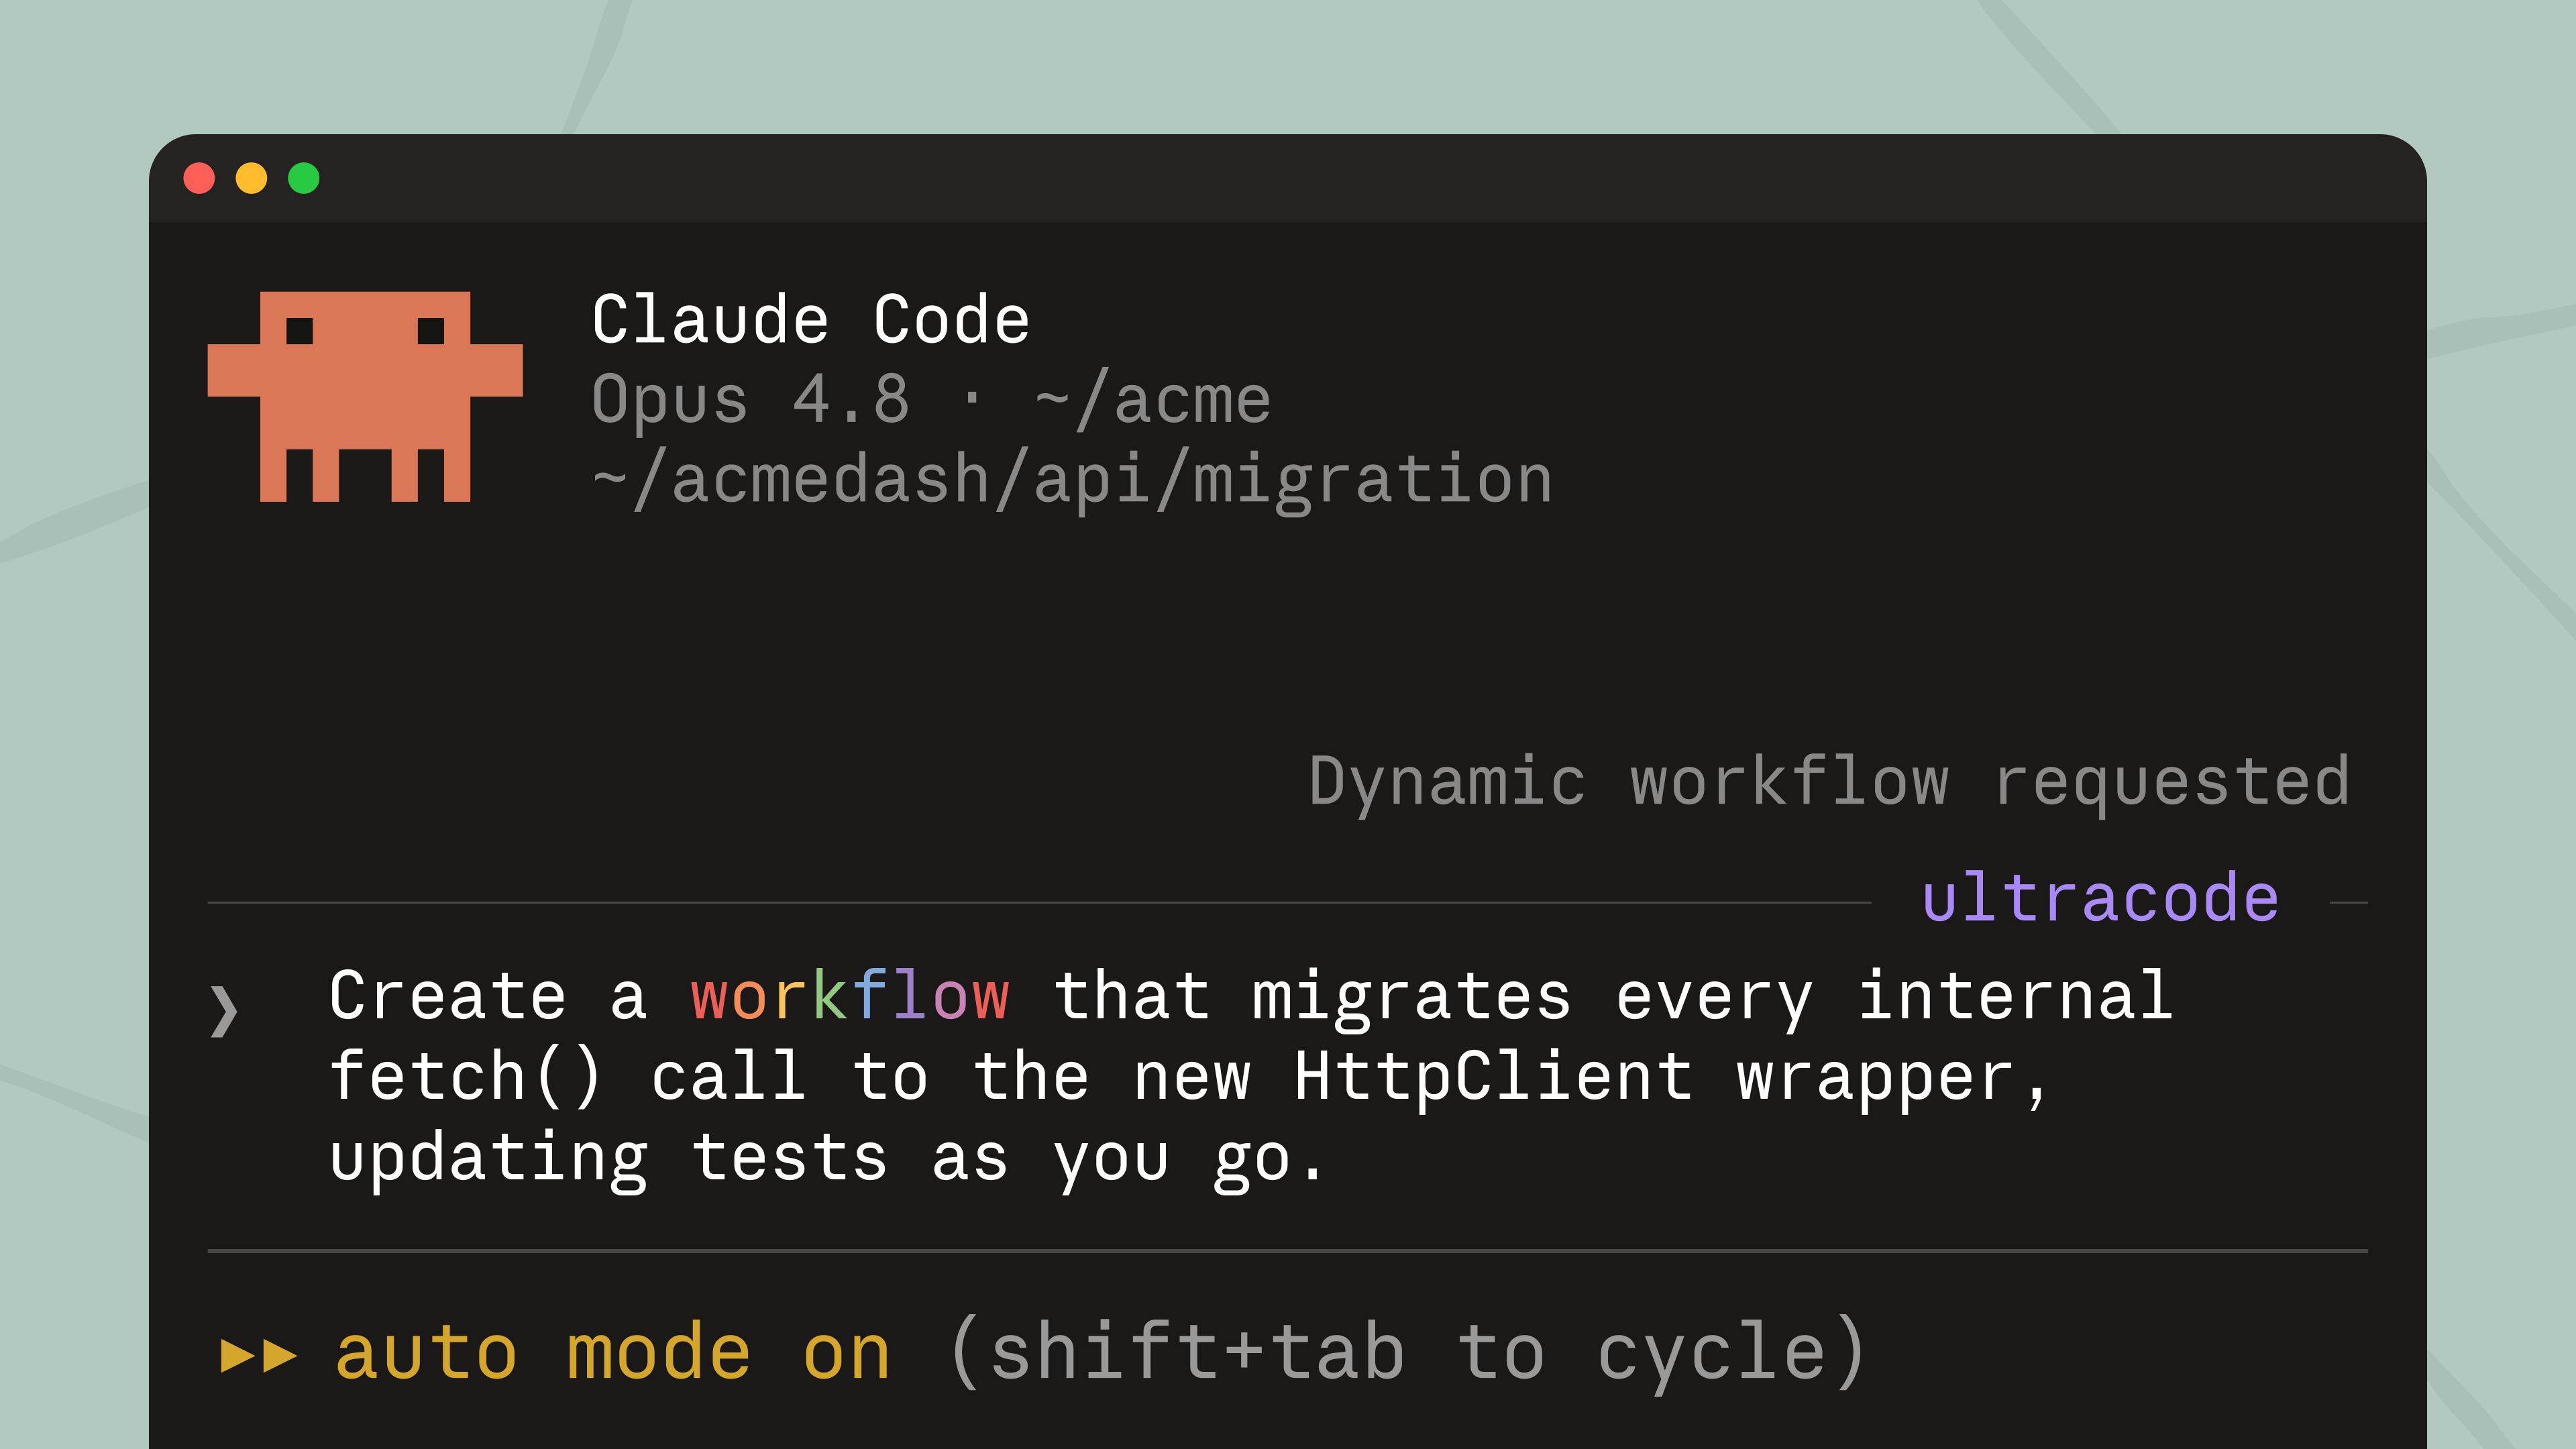 Claude Code
Opus 4.8 · ~/acme
~/acmedash/api/migration
Dynamic workflow requested
ultracode
❯ Create a workflow that migrates every internal
fetch() call to the new HttpClient wrapper,
updating tests as you go.
▸▸ auto mode on (shift+tab to cycle)